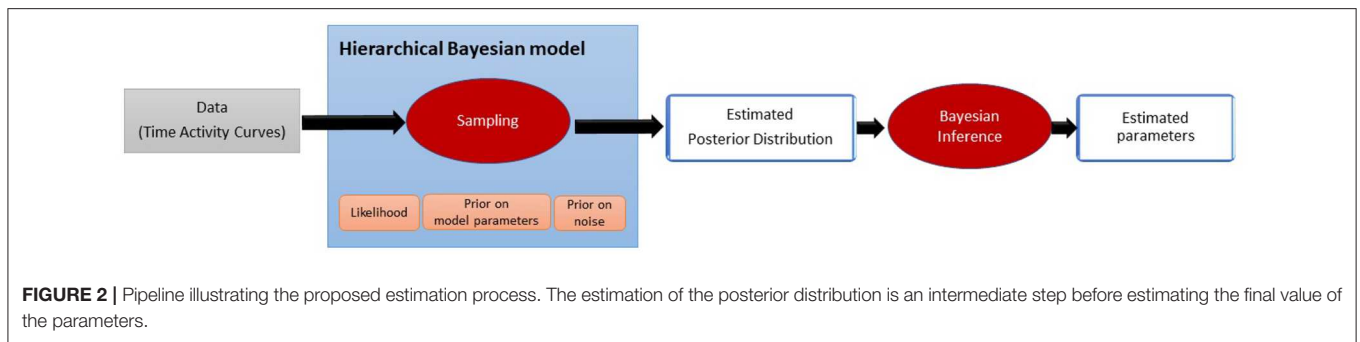 Hierarchical Bayesian model
Data
(Time Activity Curves)
Sampling
Likelihood
Prior on
model parameters
Prior on
noise
Estimated
Posterior Distribution
Bayesian
Inference
Estimated
parameters
FIGURE 2 | Pipeline illustrating the proposed estimation process. The estimation of the posterior distribution is an intermediate step before estimating the final value of
the parameters.